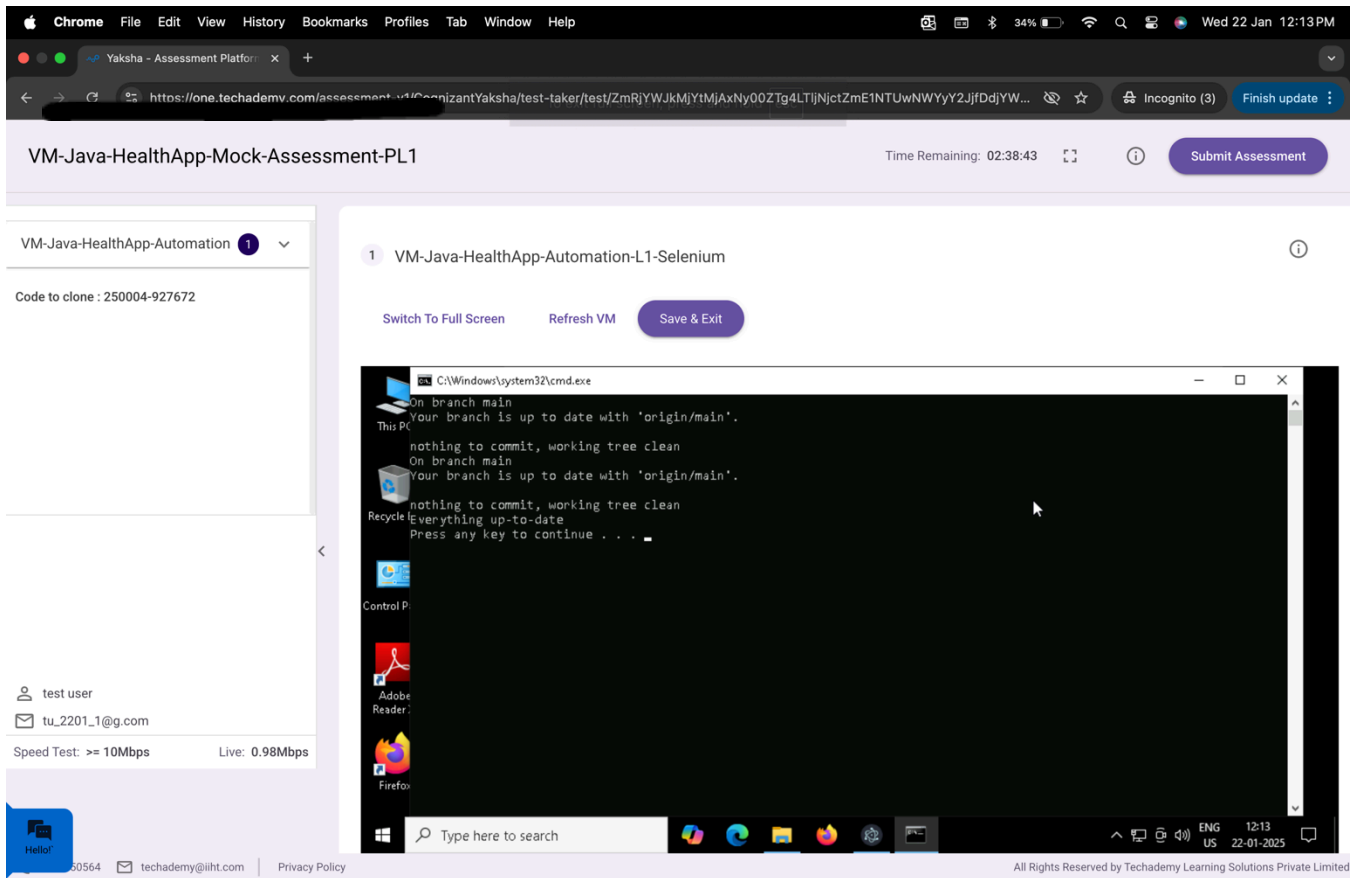 Chrome File Edit View History Bookmarks Profiles Tab Window Help 34% Wed 22 Jan 12:13 PM
Yaksha - Assessment Platform
https://one.techademy.com/assessment-v1/CognizantYaksha/test-taker/test/ZmRjYWJkMjYtMjAxNy00ZTg4LTljNjctZmE1NTUwNWYyY2JjfDdjYW... Incognito (3) Finish update
VM-Java-HealthApp-Mock-Assessment-PL1 Time Remaining: 02:38:43 Submit Assessment
VM-Java-HealthApp-Automation 1
1 VM-Java-HealthApp-Automation-L1-Selenium
Code to clone : 250004-927672
Switch To Full Screen Refresh VM Save & Exit
C:\Windows\system32\cmd.exe
On branch main
Your branch is up to date with 'origin/main'.
This PC
nothing to commit, working tree clean
On branch main
Your branch is up to date with 'origin/main'.
nothing to commit, working tree clean
Recycle
Everything up-to-date
Press any key to continue . . .
Control P
Adobe
Reader
Firefox
test user
tu_2201_1@g.com
Speed Test: >= 10Mbps Live: 0.98Mbps
Type here to search
ENG
US
12:13
22-01-2025
Hello!
50564 techademy@iiht.com Privacy Policy All Rights Reserved by Techademy Learning Solutions Private Limited